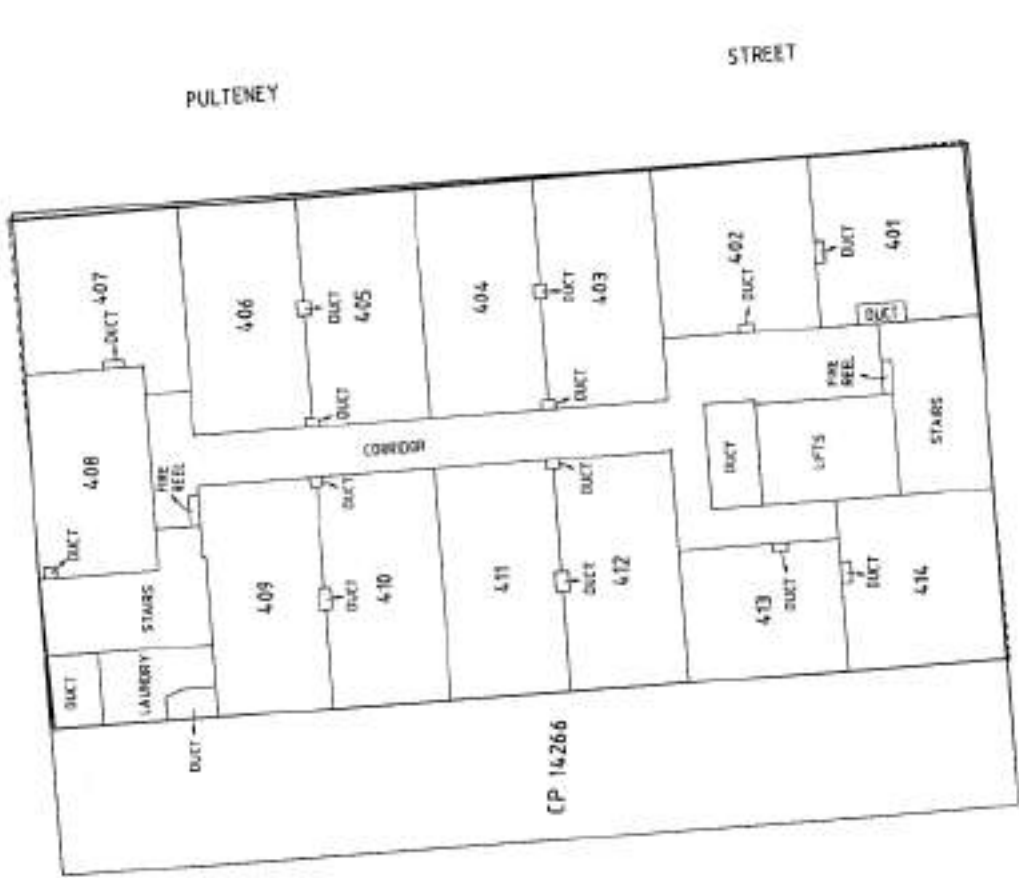 PULTENEY
STREET
407
DUCT
406
DUCT
405
404
DUCT
403
402
DUCT
DUCT
401
DUCT
DUCT
DUCT
FIRE
REEL
STAIRS
LIFTS
DUCT
CORRIDOR
408
FIRE
REEL
DUCT
DUCT
DUCT
STAIRS
409
DUCT
410
411
DUCT
412
413
DUCT
DUCT
414
DUCT
LAUNDRY
DUCT
CP 14266